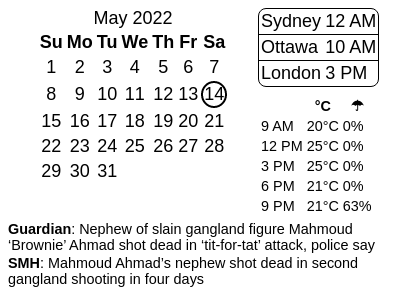 May 2022
Su Mo Tu We Th Fr Sa
1 2 3 4 5 6 7
8 9 10 11 12 13 14
15 16 17 18 19 20 21
22 23 24 25 26 27 28
29 30 31
Sydney 12 AM
Ottawa 10 AM
London 3 PM
°C ☂
9 AM 20°C 0%
12 PM 25°C 0%
3 PM 25°C 0%
6 PM 21°C 0%
9 PM 21°C 63%
Guardian: Nephew of slain gangland figure Mahmoud
‘Brownie’ Ahmad shot dead in ‘tit-for-tat’ attack, police say
SMH: Mahmoud Ahmad’s nephew shot dead in second
gangland shooting in four days